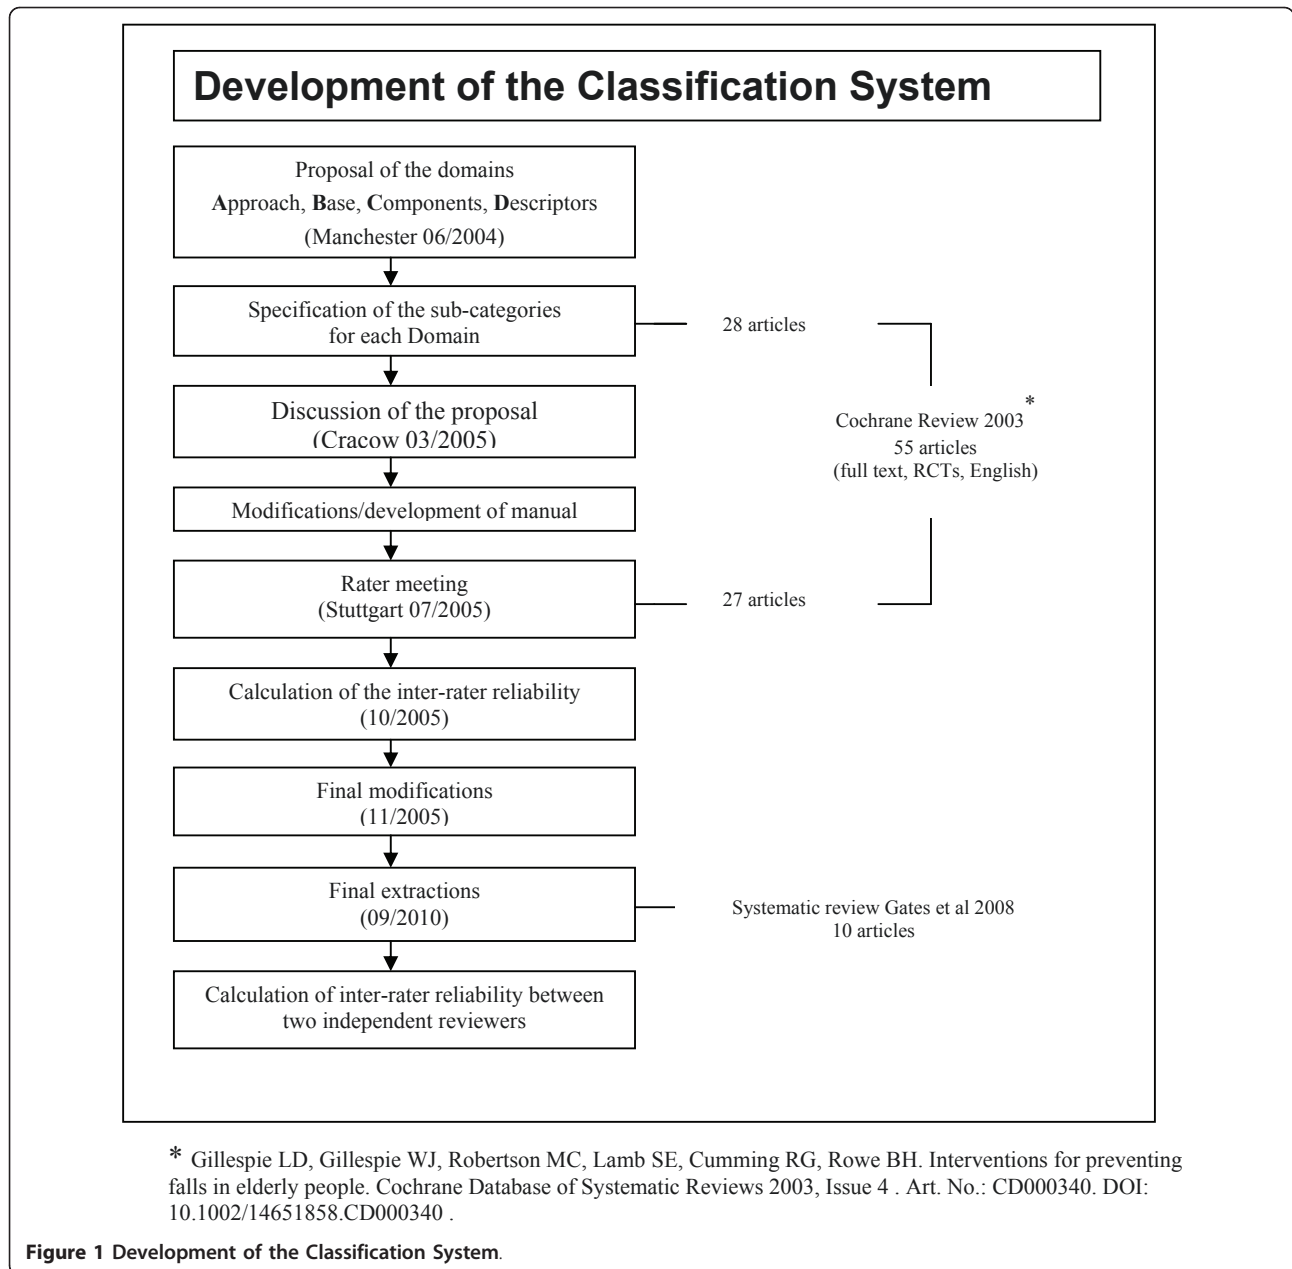 Development of the Classification System
Proposal of the domains
Approach, Base, Components, Descriptors
(Manchester 06/2004)
Specification of the sub-categories
for each Domain
28 articles
Discussion of the proposal
(Cracow 03/2005)
Cochrane Review 2003*
55 articles
(full text, RCTs, English)
Modifications/development of manual
Rater meeting
(Stuttgart 07/2005)
27 articles
Calculation of the inter-rater reliability
(10/2005)
Final modifications
(11/2005)
Final extractions
(09/2010)
Systematic review Gates et al 2008
10 articles
Calculation of inter-rater reliability between
two independent reviewers
* Gillespie LD, Gillespie WJ, Robertson MC, Lamb SE, Cumming RG, Rowe BH. Interventions for preventing
falls in elderly people. Cochrane Database of Systematic Reviews 2003, Issue 4 . Art. No.: CD000340. DOI:
10.1002/14651858.CD000340 .
Figure 1 Development of the Classification System.